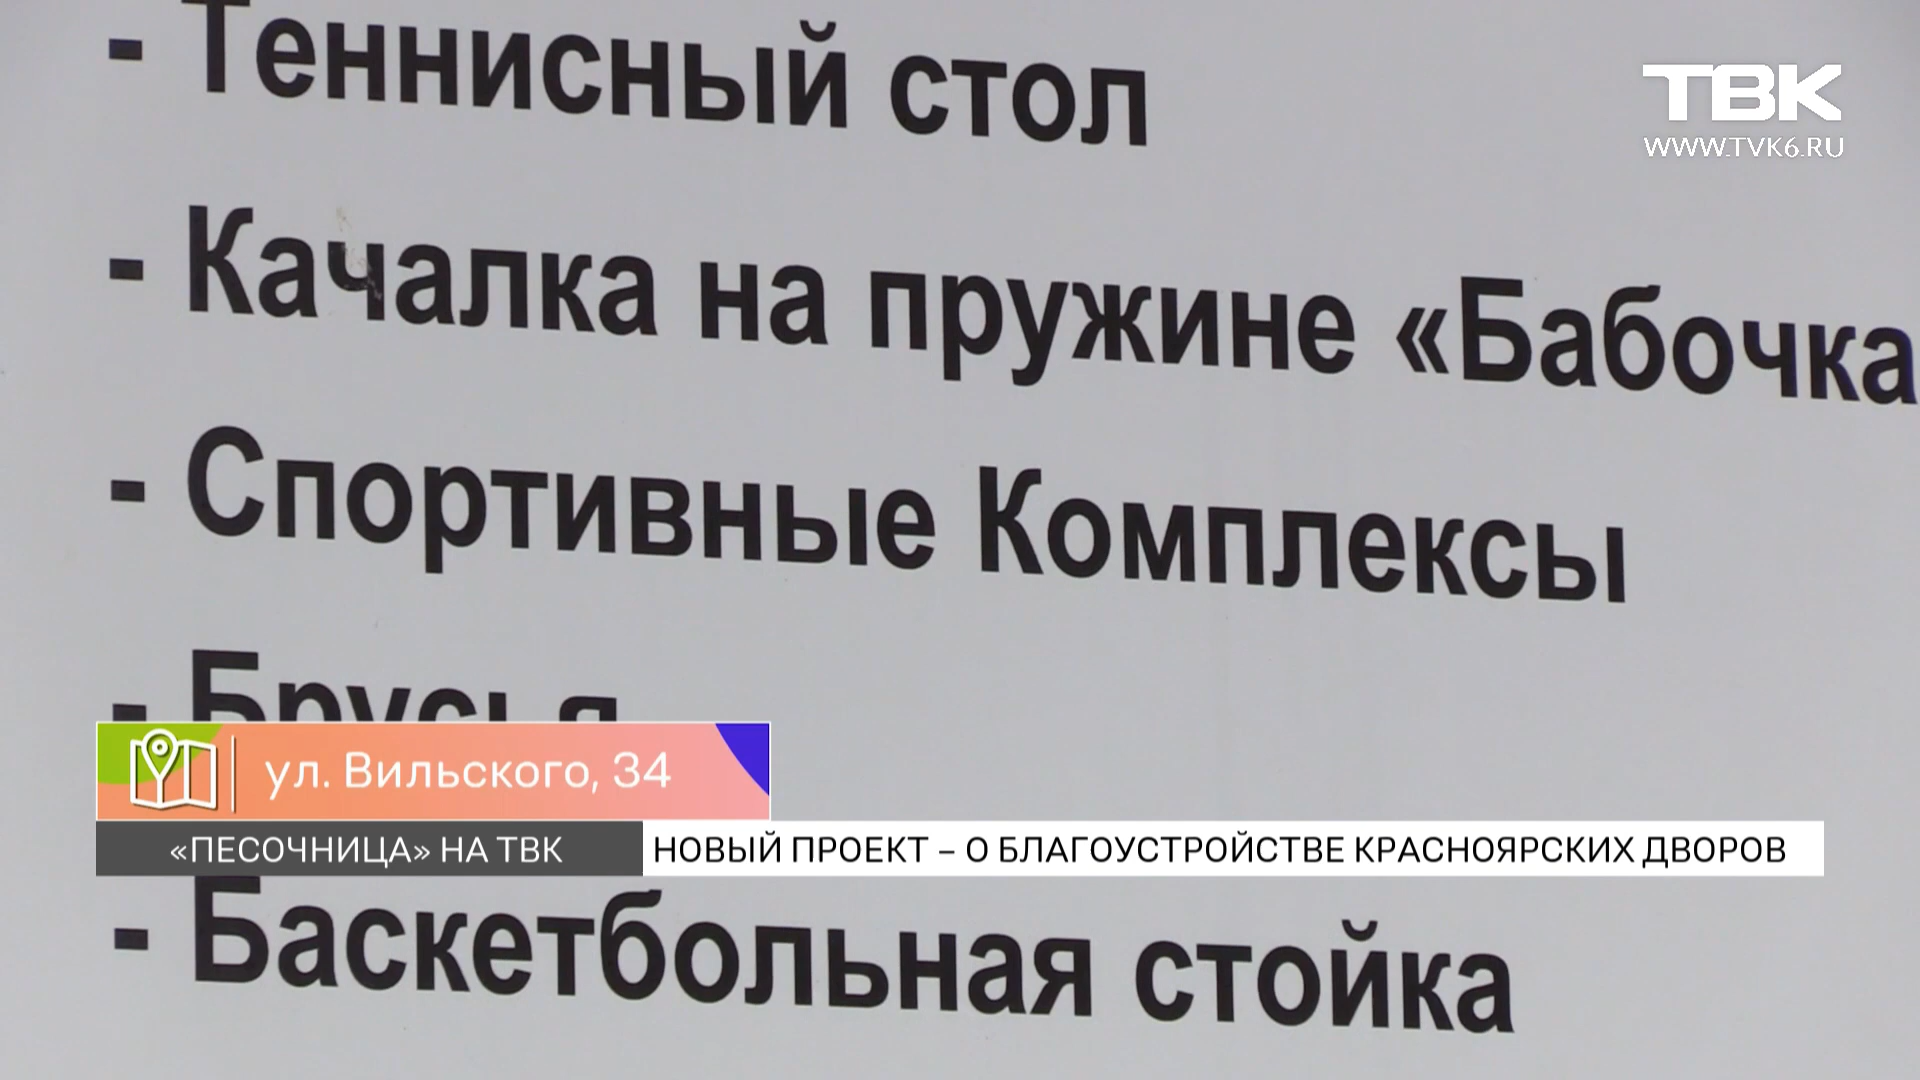 - Теннисный стол
ТВК
WWW.TVK6.RU
- Качалка на пружине «Бабочка
- Спортивные Комплексы
- Брусья
ул. Вильского, 34
«ПЕСОЧНИЦА» НА ТВК
НОВЫЙ ПРОЕКТ – О БЛАГОУСТРОЙСТВЕ КРАСНОЯРСКИХ ДВОРОВ
- Баскетбольная стойка